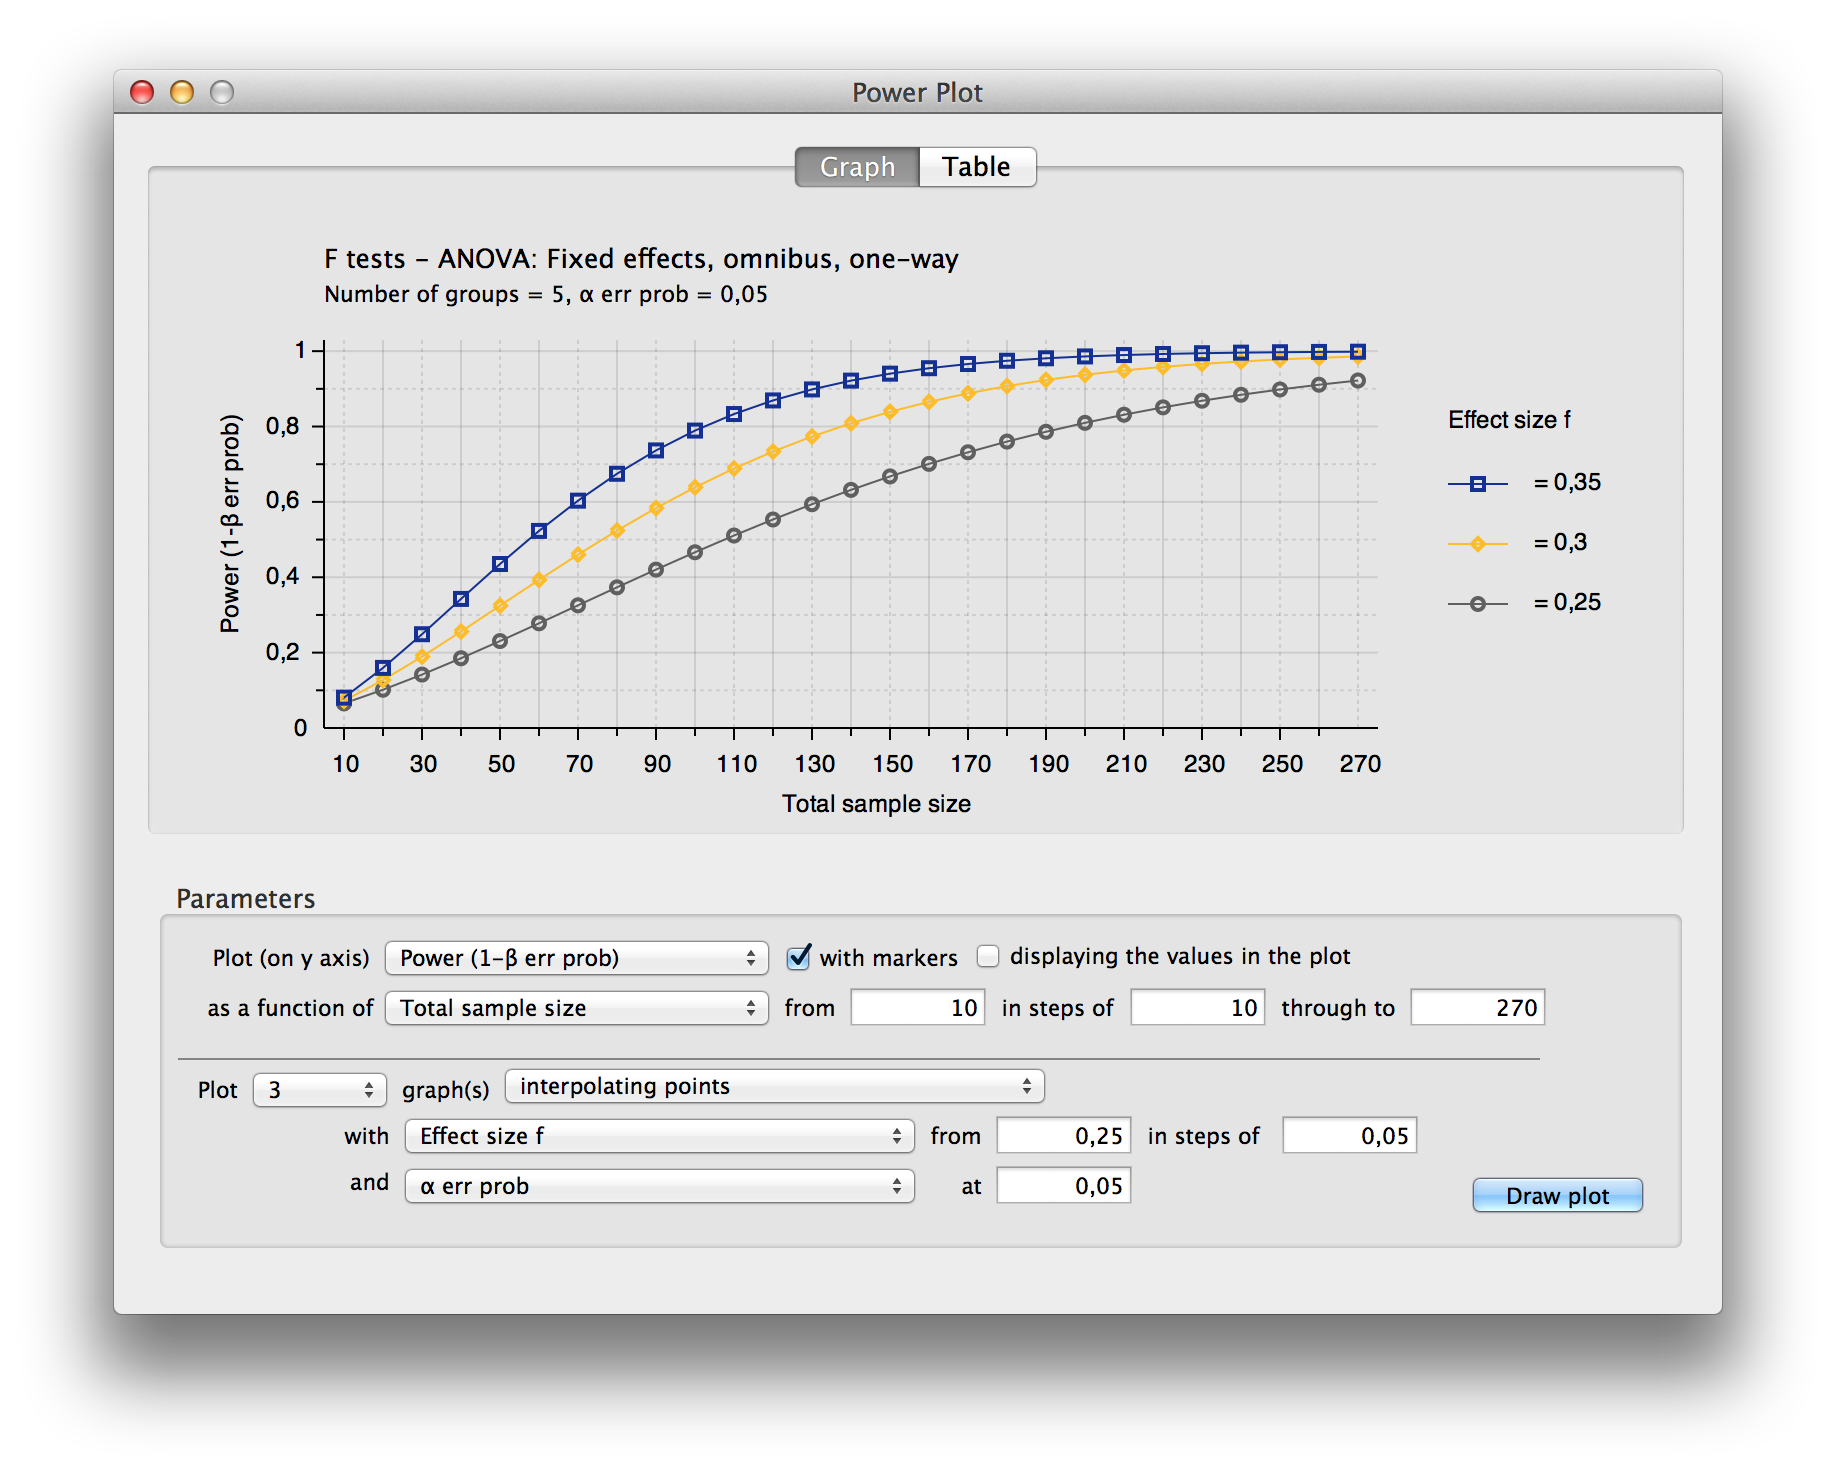 Power Plot
Graph Table
F tests – ANOVA: Fixed effects, omnibus, one–way
Number of groups = 5, α err prob = 0,05
1
0,8
0,6
0,4
0,2
0
Power (1-β err prob)
10 30 50 70 90 110 130 150 170 190 210 230 250 270
Total sample size
Effect size f
= 0,35
= 0,3
= 0,25
Parameters
Plot (on y axis) Power (1–β err prob) with markers displaying the values in the plot
as a function of Total sample size from 10 in steps of 10 through to 270
Plot 3 graph(s) interpolating points
with Effect size f from 0,25 in steps of 0,05
and α err prob at 0,05
Draw plot